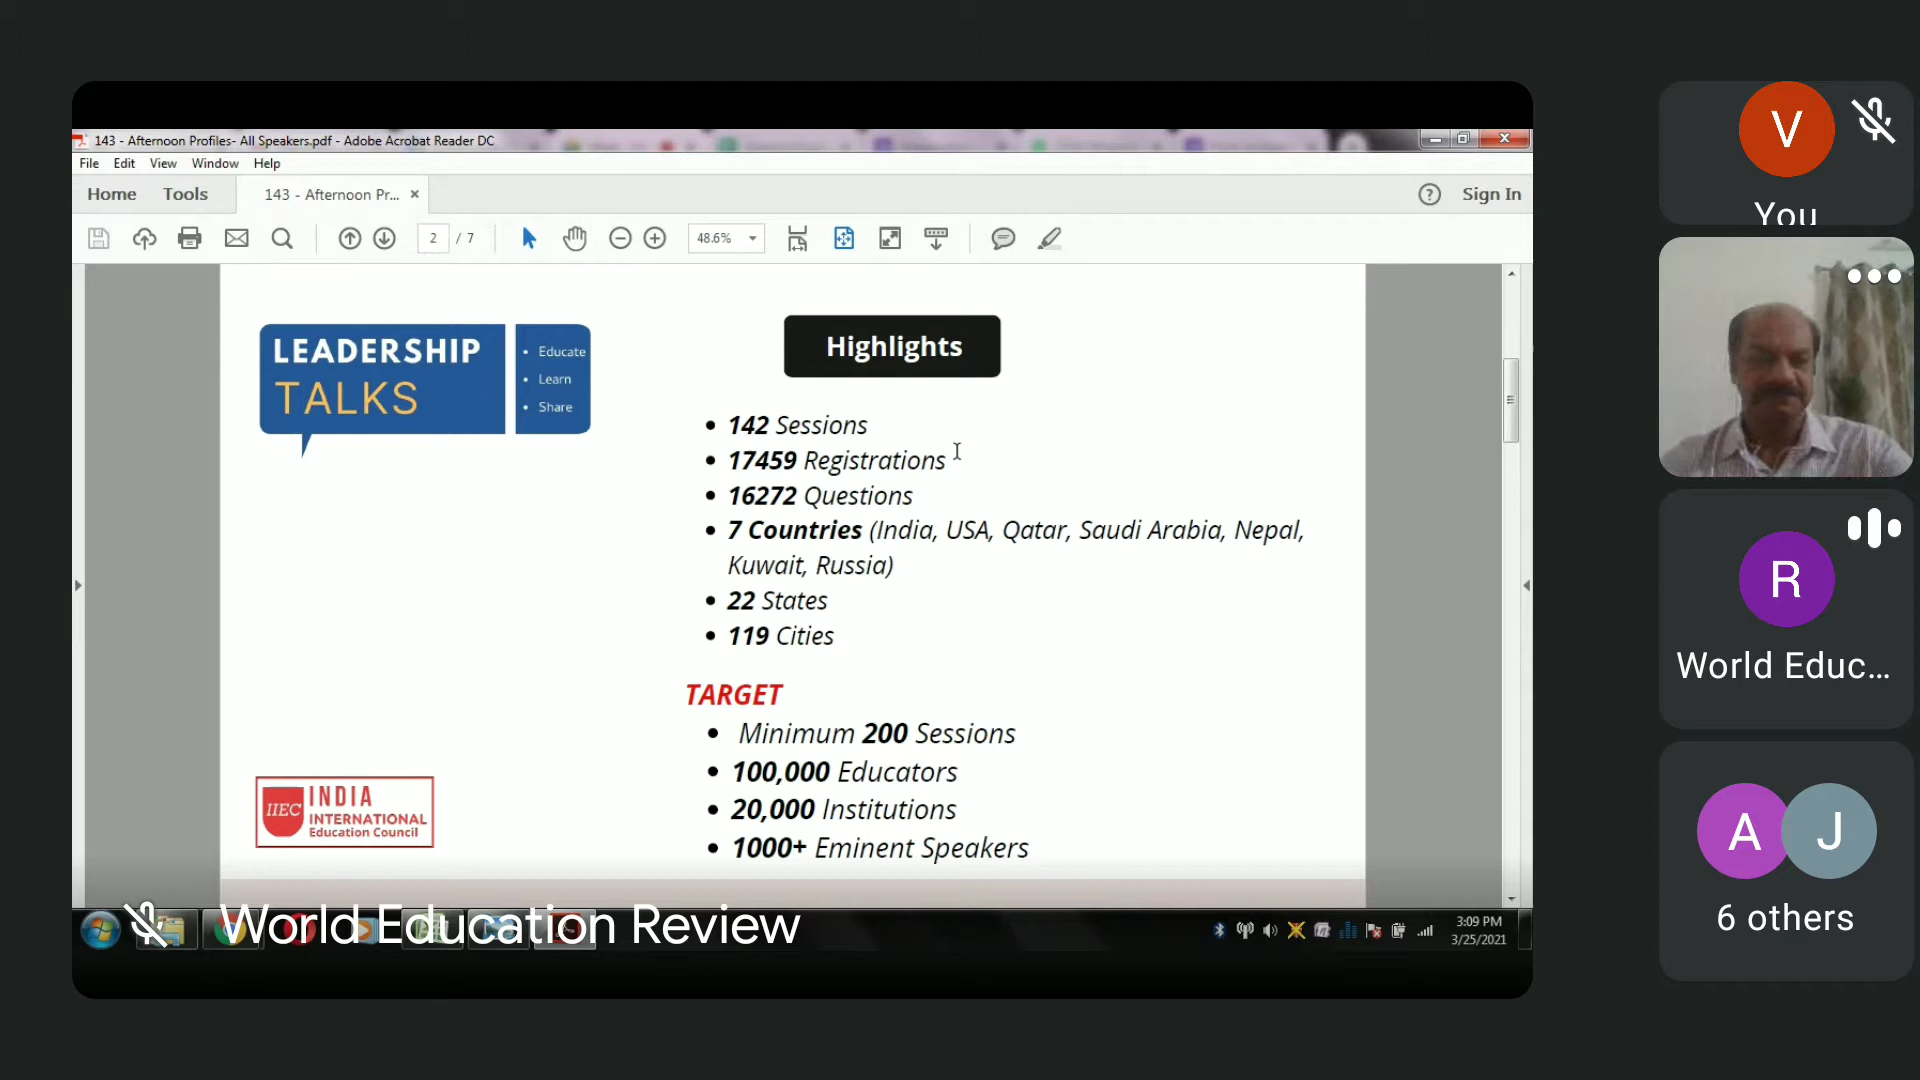 143 - Afternoon Profiles- All Speakers.pdf - Adobe Acrobat Reader DC
File Edit View Window Help
Home Tools 143 - Afternoon Pr... × Sign In
2 / 7 48.6%
LEADERSHIP
TALKS
• Educate
• Learn
• Share
Highlights
• 142 Sessions
• 17459 Registrations
• 16272 Questions
• 7 Countries (India, USA, Qatar, Saudi Arabia, Nepal,
Kuwait, Russia)
• 22 States
• 119 Cities
TARGET
• Minimum 200 Sessions
• 100,000 Educators
• 20,000 Institutions
• 1000+ Eminent Speakers
IIEC
INDIA
INTERNATIONAL
Education Council
World Education Review
3:09 PM
3/25/2021
V
You
R
World Educ...
A J
6 others